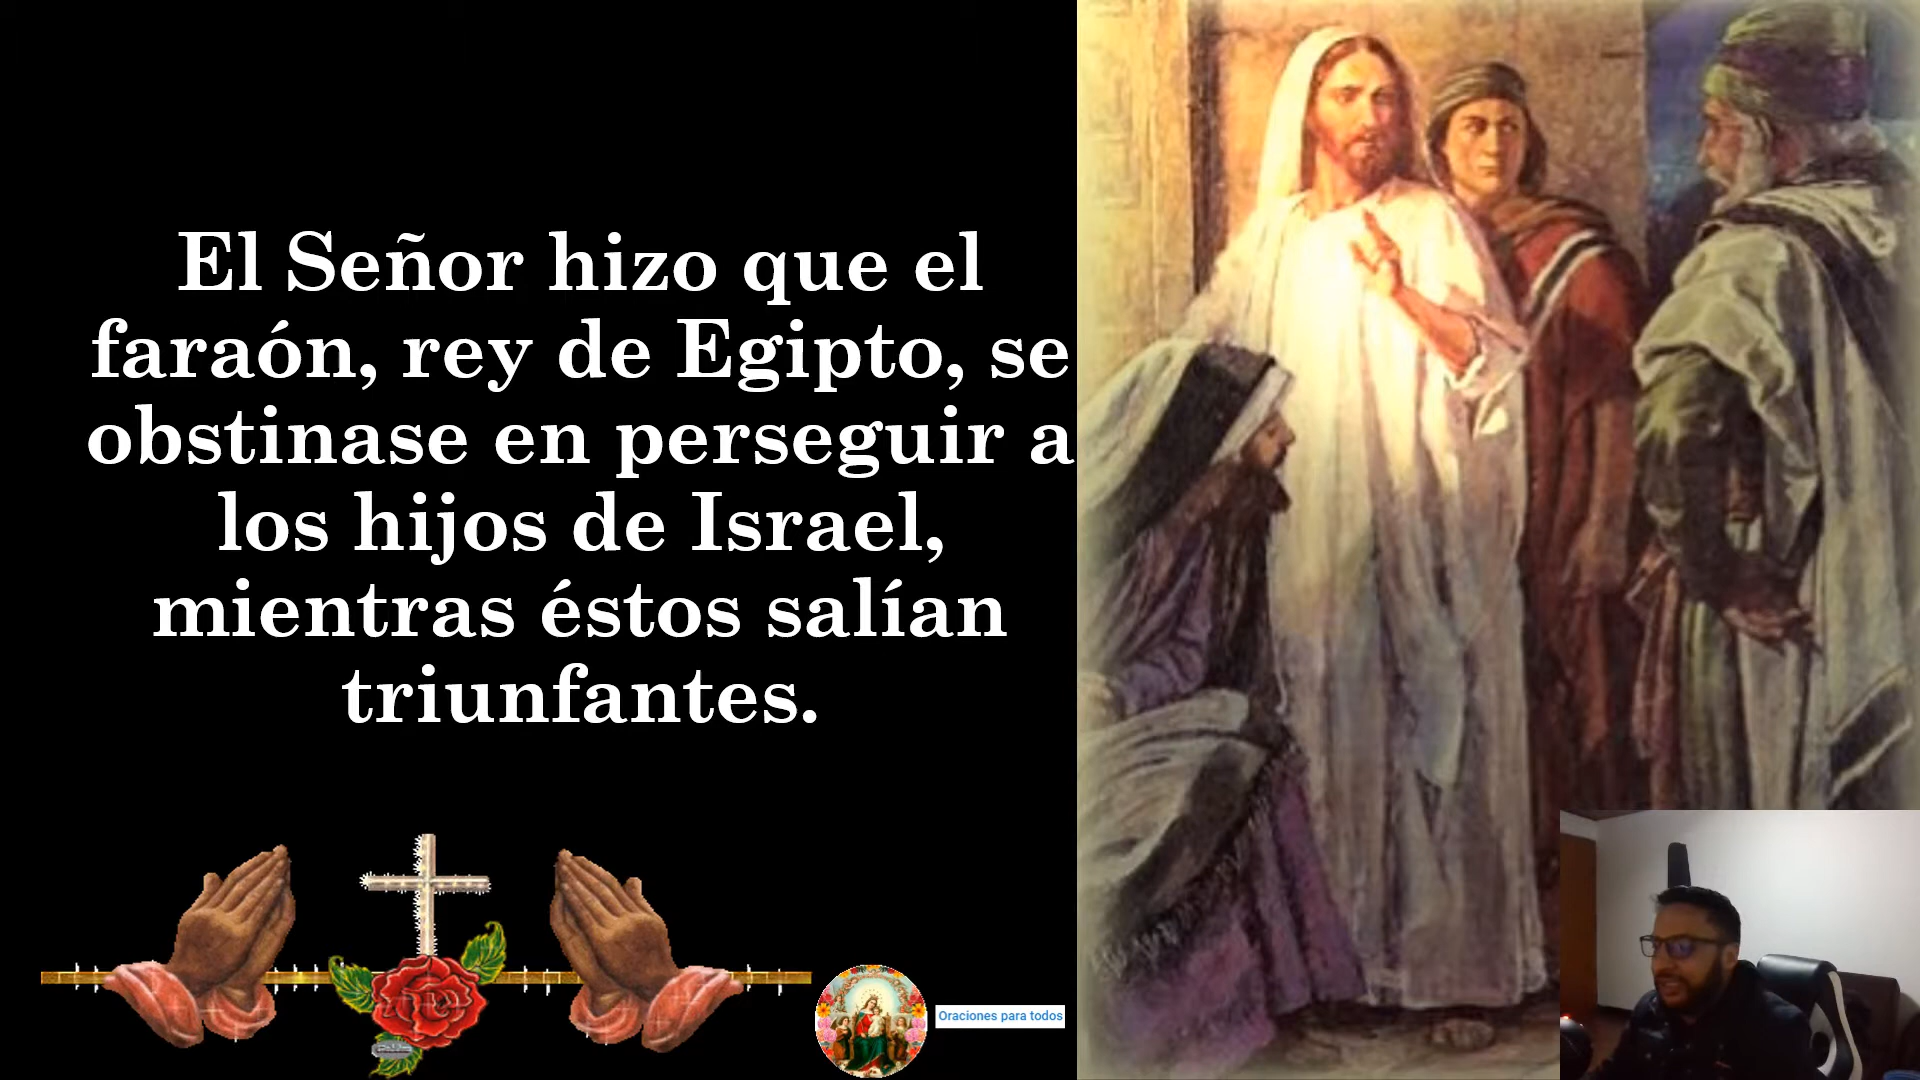 El Señor hizo que el
faraón, rey de Egipto, se
obstinase en perseguir a
los hijos de Israel,
mientras éstos salían
triunfantes.
Oraciones para todos